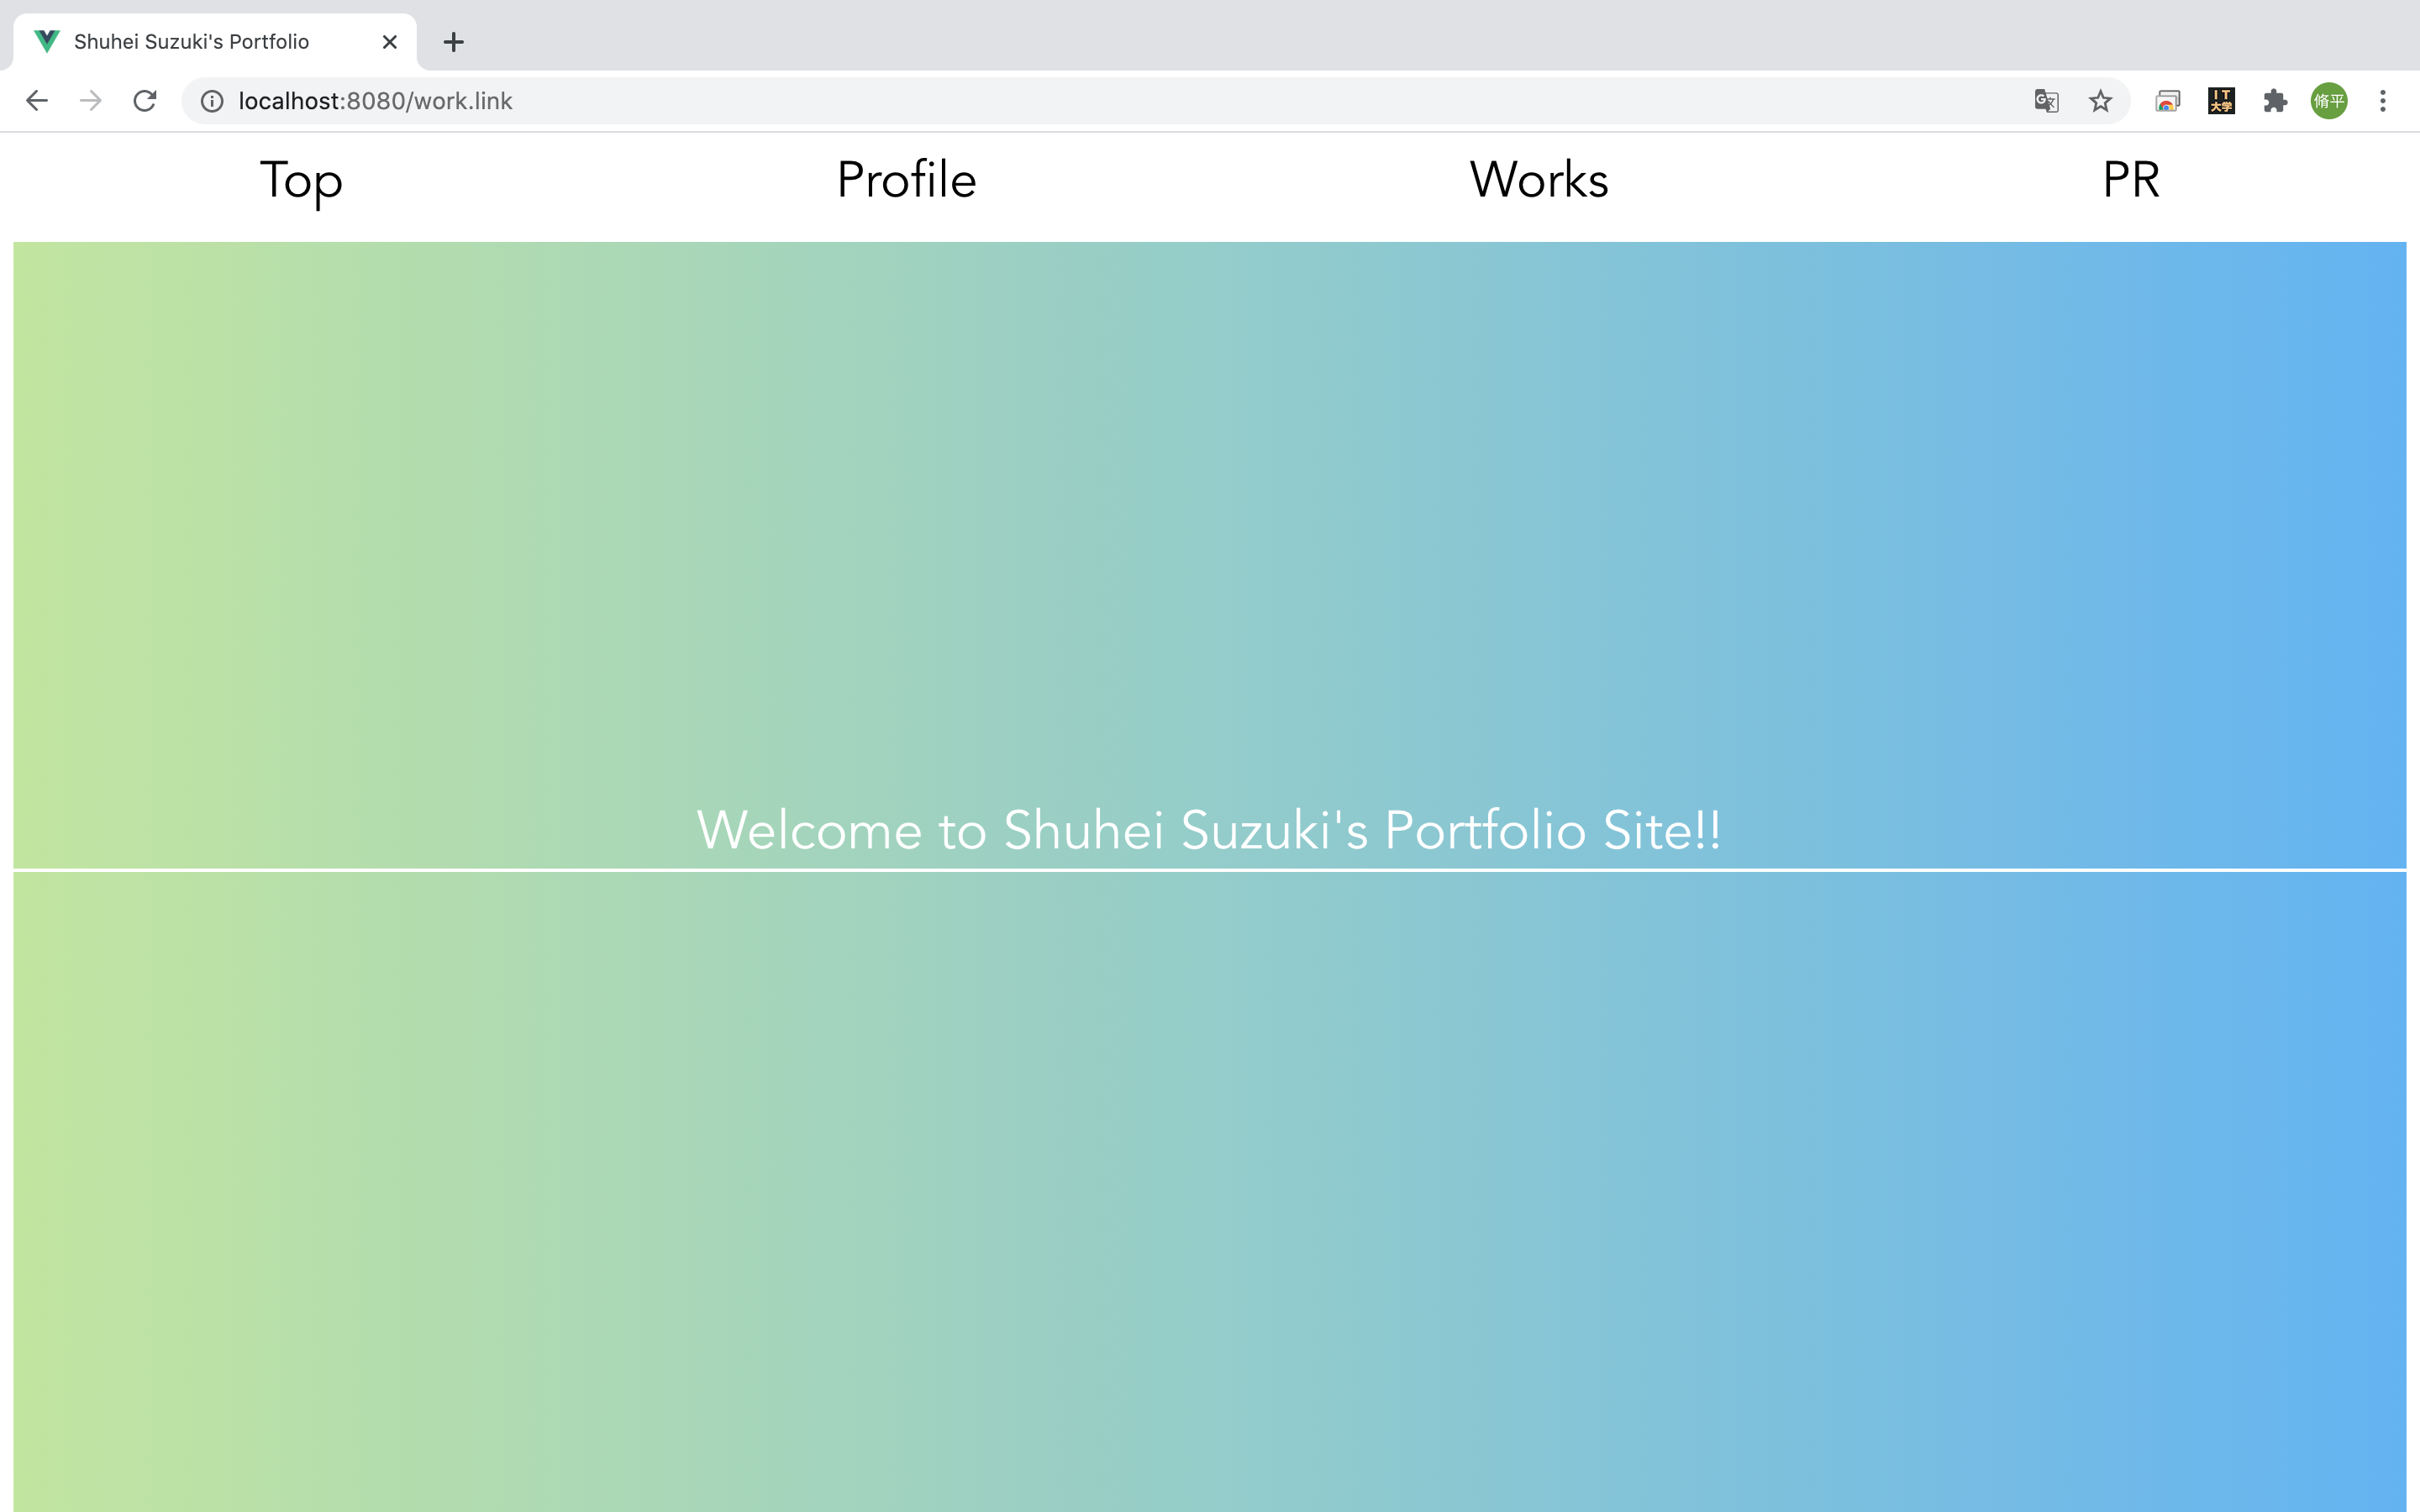 Shuhei Suzuki's Portfolio
localhost:8080/work.link
IT
大学
脩平
Top Profile Works PR
Welcome to Shuhei Suzuki's Portfolio Site!!